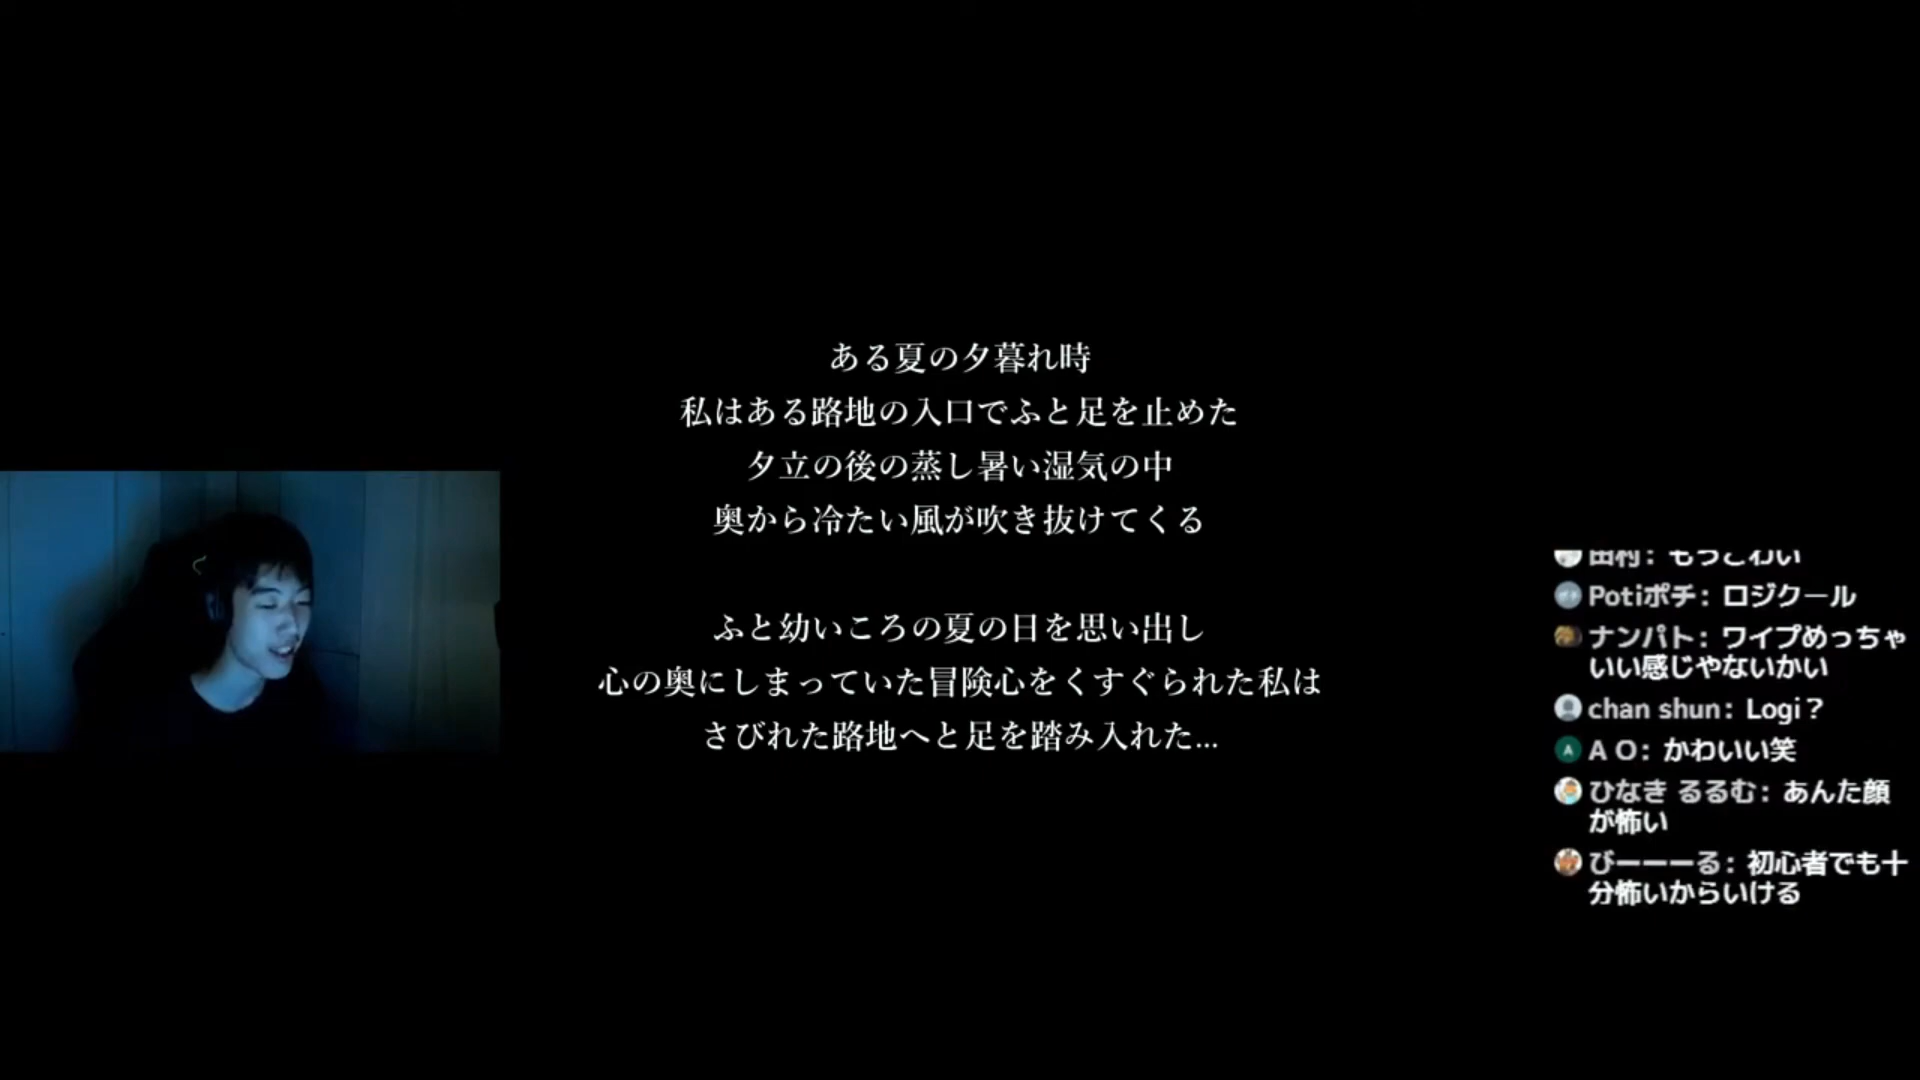 ある夏の夕暮れ時
私はある路地の入口でふと足を止めた
夕立の後の蒸し暑い湿気の中
奥から冷たい風が吹き抜けてくる
ふと幼いころの夏の日を思い出し
心の奥にしまっていた冒険心をくすぐられた私は
さびれた路地へと足を踏み入れた...
田村: もうこわい
Potiポチ: ロジクール
ナンパト: ワイプめっちゃ
いい感じやないかい
chan shun: Logi？
A O: かわいい笑
ひなき るるむ: あんた顔
が怖い
びーーーる: 初心者でも十
分怖いからいける